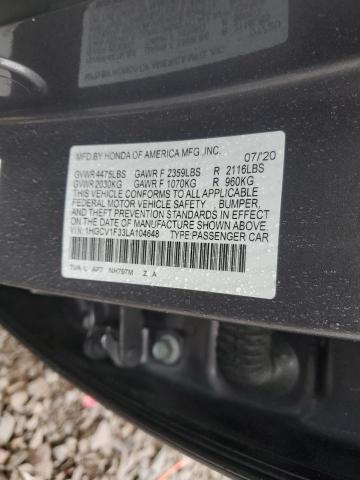 MFD. BY HONDA OF AMERICA MFG., INC. 07/'20
GVWR 4475LBS GAWR F 2359LBS R 2116LBS
GVWR 2030KG GAWR F 1070KG R 960KG
THIS VEHICLE CONFORMS TO ALL APPLICABLE
FEDERAL MOTOR VEHICLE SAFETY, BUMPER,
AND THEFT PREVENTION STANDARDS IN EFFECT ON
THE DATE OF MANUFACTURE SHOWN ABOVE.
V.I.N: 1HGCV1F33LA104648 TYPE:PASSENGER CAR
NH797M